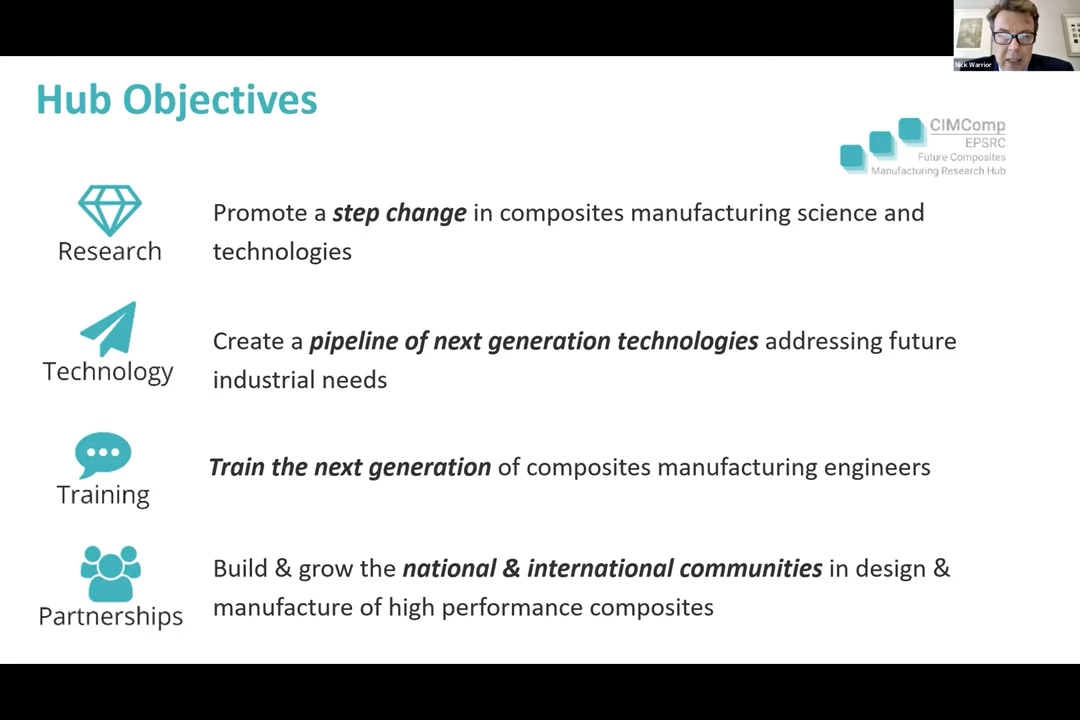 Nick Warrior
Hub Objectives
CIMComp
EPSRC
Future Composites
Manufacturing Research Hub
Research
Promote a step change in composites manufacturing science and
technologies
Technology
Create a pipeline of next generation technologies addressing future
industrial needs
Training
Train the next generation of composites manufacturing engineers
Partnerships
Build & grow the national & international communities in design &
manufacture of high performance composites